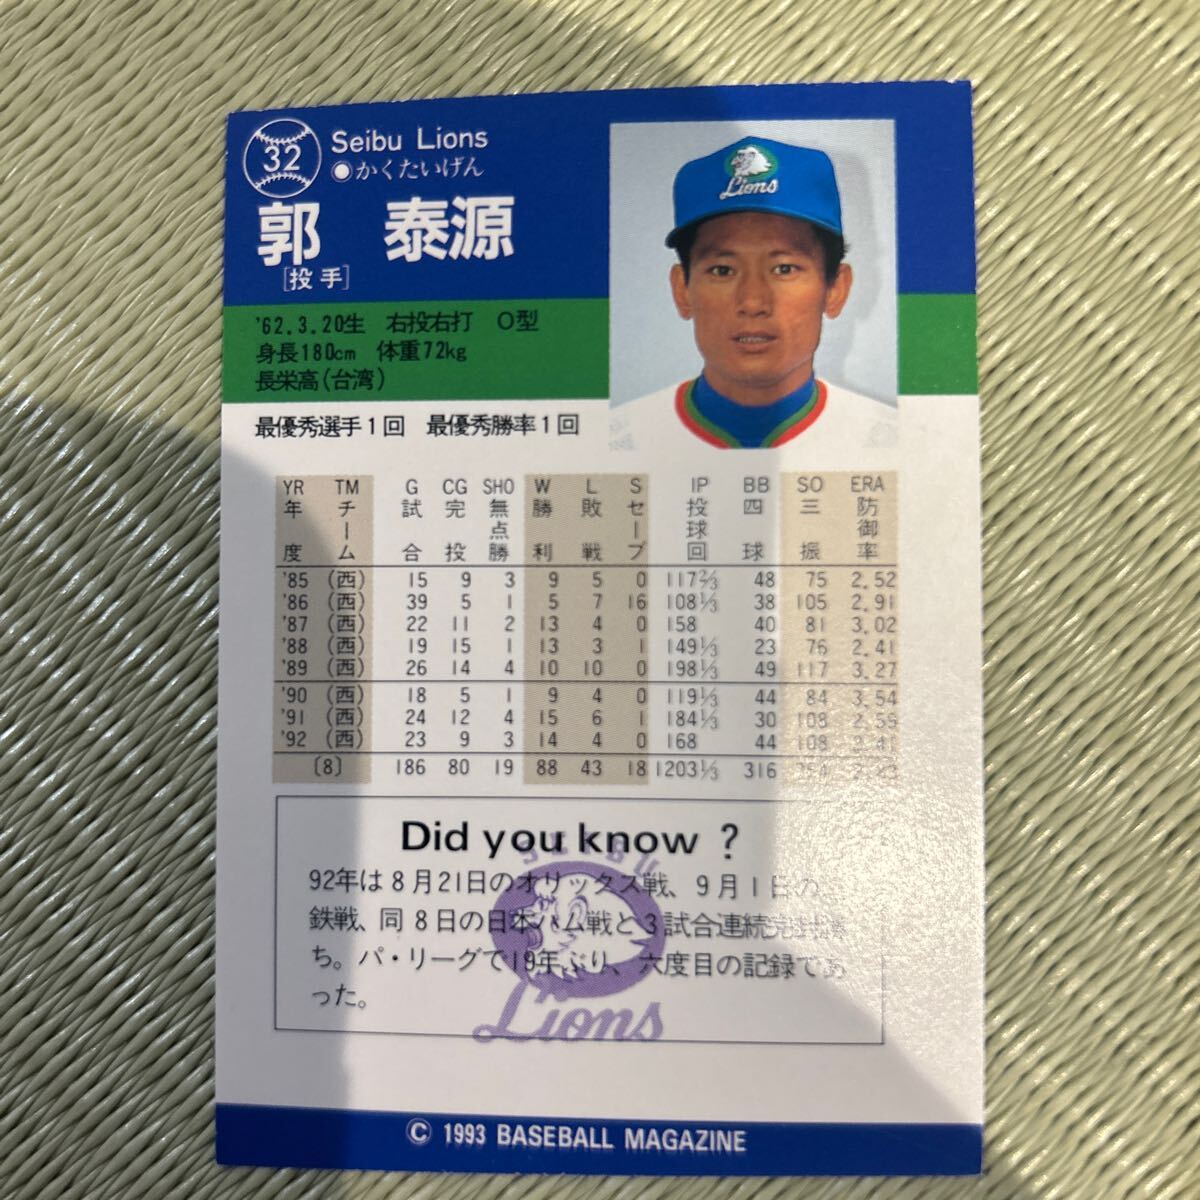 32
Seibu Lions
●かくたいげん
郭 泰源
[投手]
Lions
'62.3.20生 右投右打 O型
身長180cm 体重72kg
長栄高(台湾)
最優秀選手1回 最優秀勝率1回
YR TM G CG SHO W L S IP BB SO ERA
年度 チーム 試合 完投 無点勝 勝利 敗戦 セーブ 投球回 四球 三振 防御率
'85 (西) 15 9 3 9 5 0 117⅔ 48 75 2.52
'86 (西) 39 5 1 5 7 16 108⅓ 38 105 2.91
'87 (西) 22 11 2 13 4 0 158 40 81 3.02
'88 (西) 19 15 1 13 3 1 149⅓ 23 76 2.41
'89 (西) 26 14 4 10 10 0 198⅓ 49 117 3.27
'90 (西) 18 5 1 9 4 0 119⅓ 44 84 3.54
'91 (西) 24 12 4 15 6 1 184⅓ 30 108 2.59
'92 (西) 23 9 3 14 4 0 168 44 108 2.41
〔8〕 186 80 19 88 43 18 1203⅓ 316
Did you know ?
SEIBU
92年は8月21日のオリックス戦、9月1日の
鉄戦、同8日の日本ハム戦と3試合連続完封勝
ち。パ・リーグで19年ぶり、六度目の記録であ
った。
Lions
© 1993 BASEBALL MAGAZINE